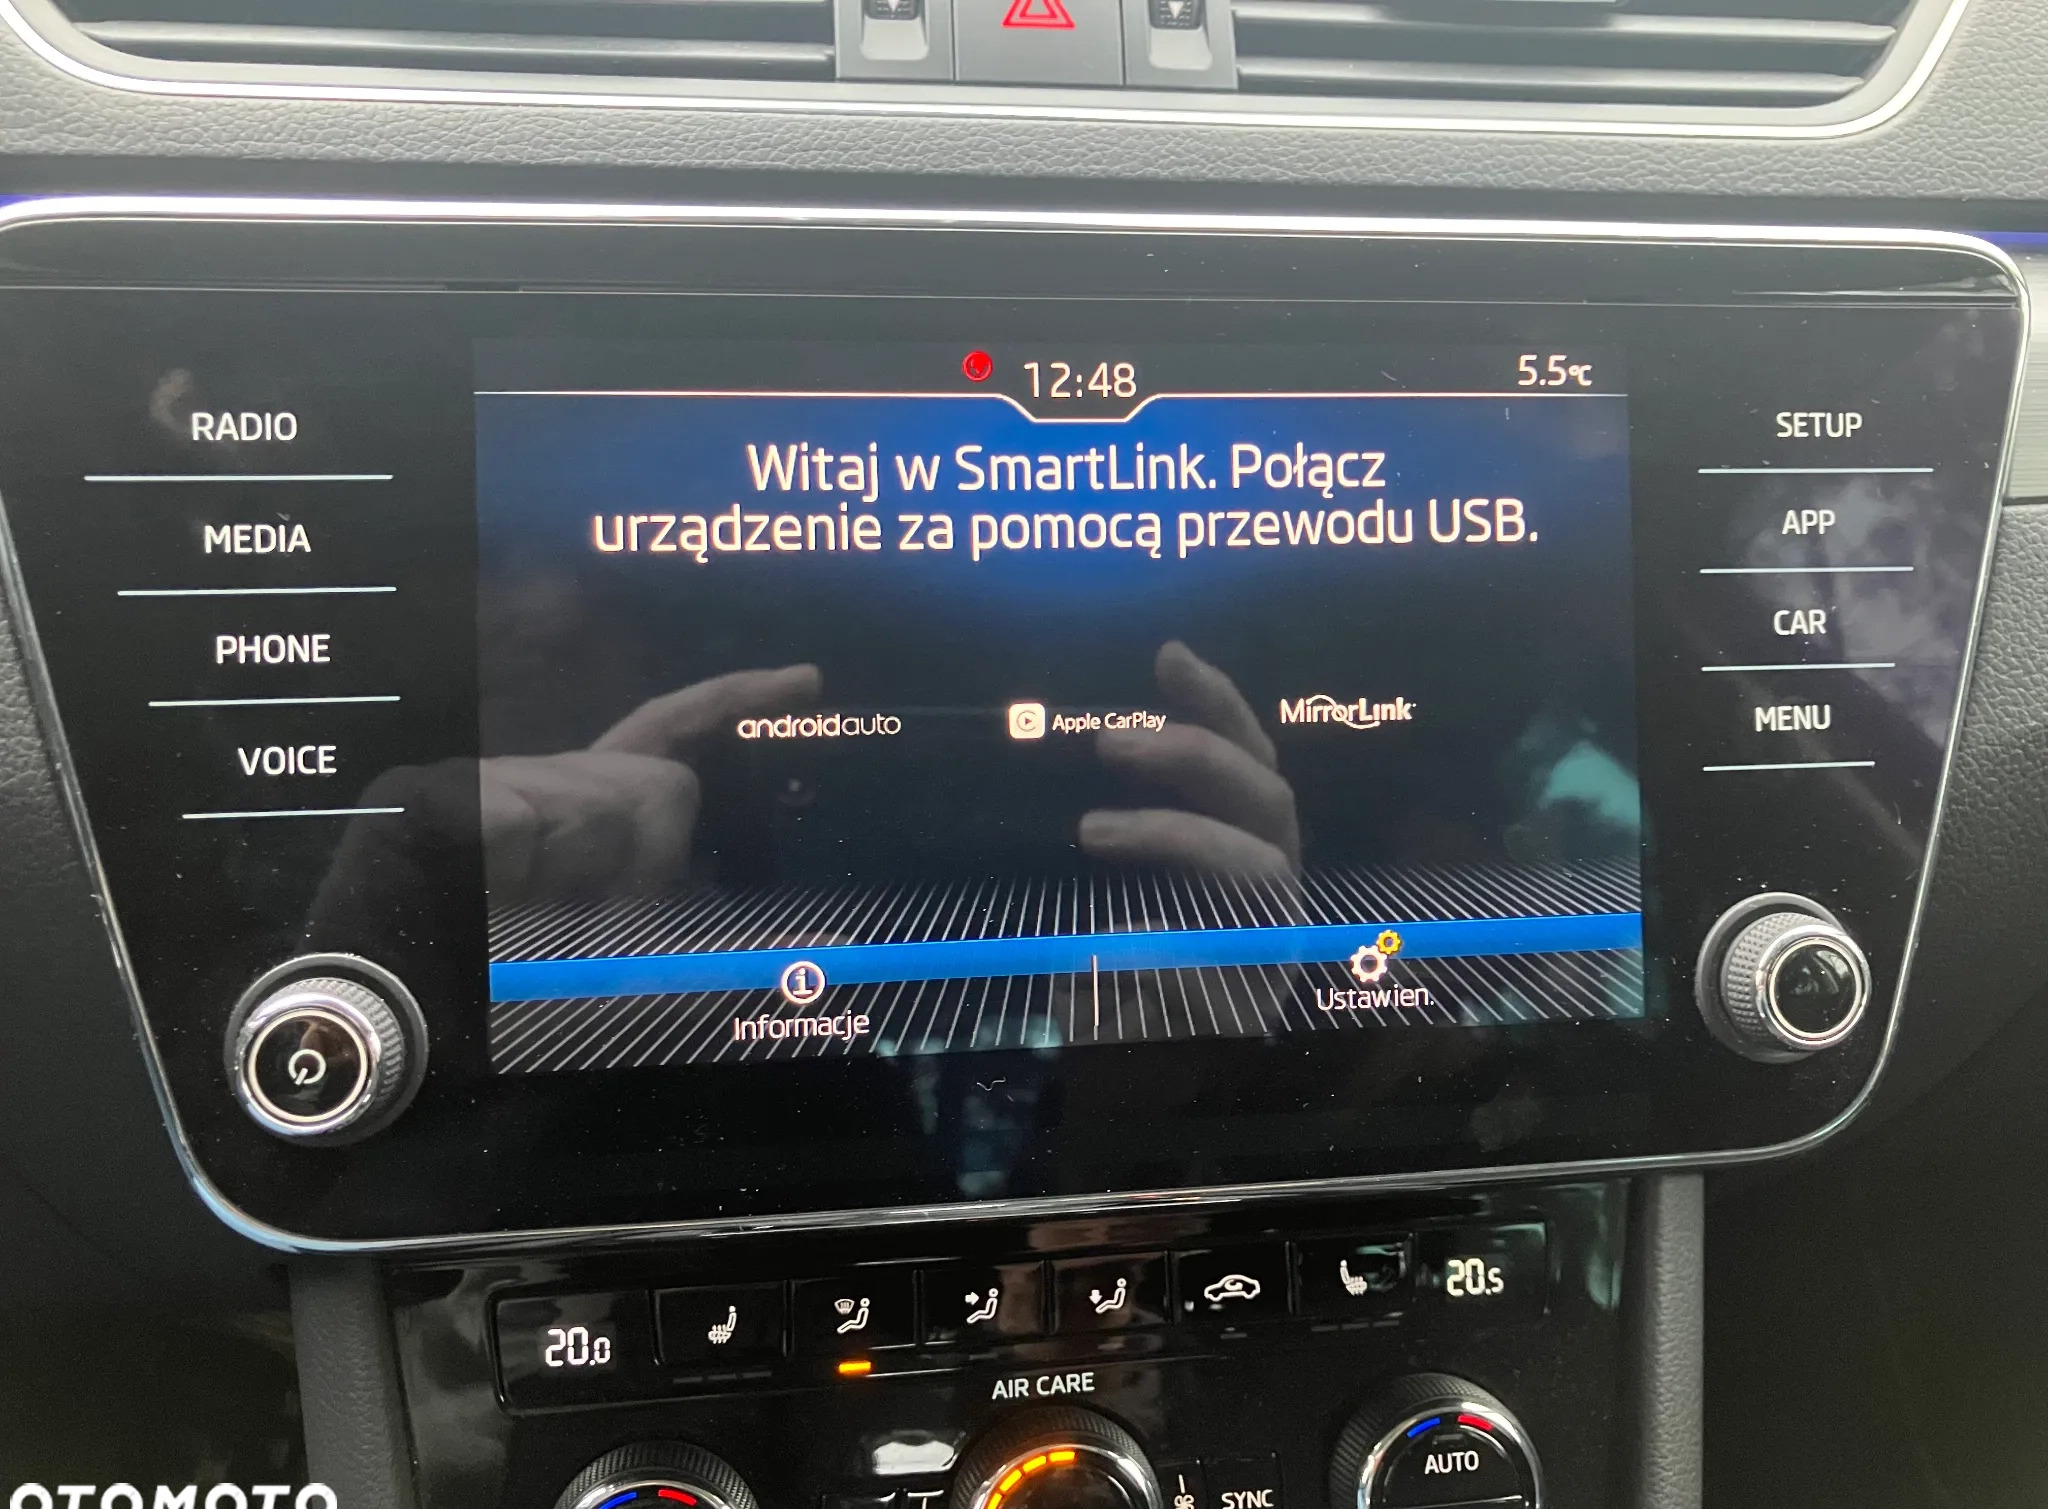 12:48
5.5°C
RADIO
MEDIA
PHONE
VOICE
Witaj w SmartLink. Połącz
urządzenie za pomocą przewodu USB.
androidauto
Apple CarPlay
MirrorLink
Informacje
Ustawien.
SETUP
APP
CAR
MENU
20.0
20.5
AIR CARE
AUTO
SYNC
OTOMOTO